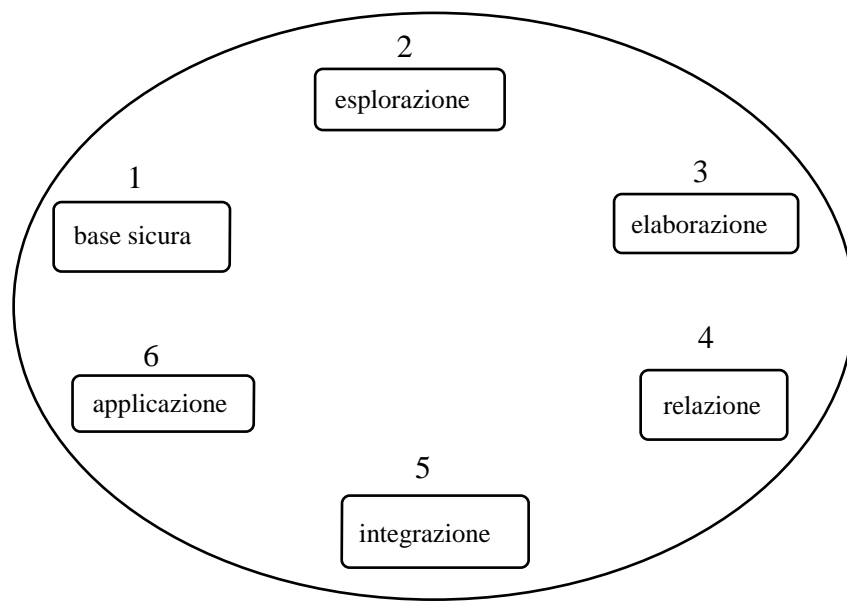 2
esplorazione
1
base sicura
3
elaborazione
6
applicazione
4
relazione
5
integrazione